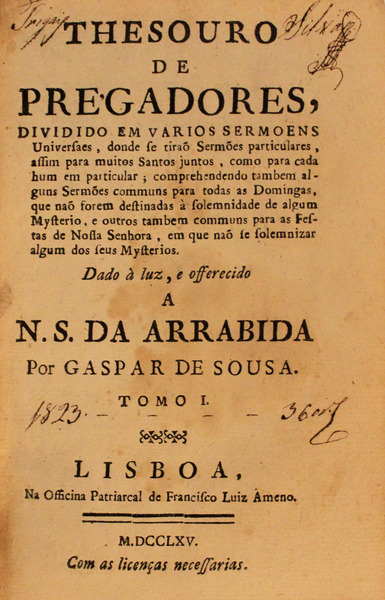 THESOURO
DE
PREGADORES,
DIVIDIDO EM VARIOS SERMOENS
Universaes, donde se tiraõ Sermões particulares,
assim para muitos Santos juntos, como para cada
hum em particular; comprehendendo tambem al-
guns Sermões communs para todas as Domingas,
que naõ forem destinadas à solemnidade de algum
Mysterio, e outros tambem communs para as Fes-
tas de Nossa Senhora, em que naõ se solemnizar
algum dos seus Mysterios.
Dado à luz, e offerecido
A
N. S. DA ARRABIDA
Por GASPAR DE SOUSA.
TOMO I.
1823. - - -
LISBOA,
Na Officina Patriarcal de Francisco Luiz Ameno.
M.DCCLXV.
Com as licenças necessarias.